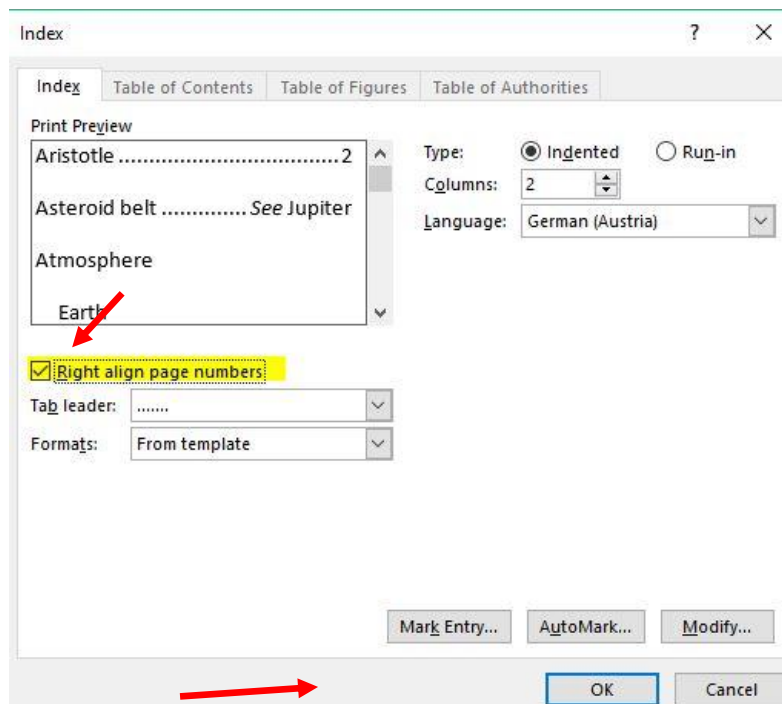 Index ? ×
Index Table of Contents Table of Figures Table of Authorities
Print Preview
Aristotle ................................... 2
Asteroid belt .............. See Jupiter
Atmosphere
Earth
Type: Indented Run-in
Columns: 2
Language: German (Austria)
Right align page numbers
Tab leader: .......
Formats: From template
Mark Entry... AutoMark... Modify...
OK Cancel